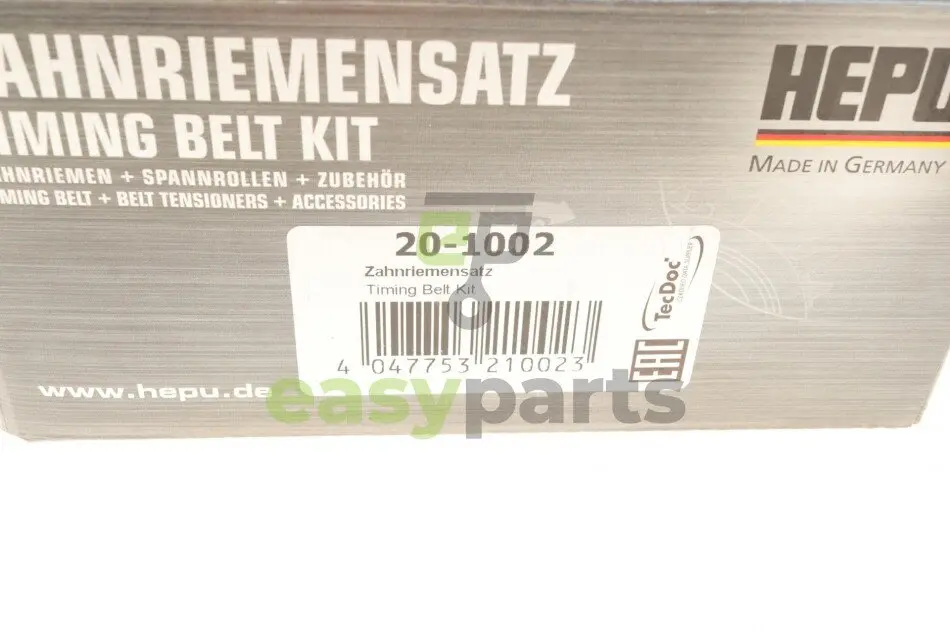 AHNRIEMENSATZ
TIMING BELT KIT
AHNRIEMEN + SPANNROLLEN + ZUBEHÖR
IMING BELT + BELT TENSIONERS + ACCESSORIES
HEPU
MADE IN GERMANY
20-1002
Zahnriemensatz
Timing Belt Kit
4 047753 210023
TecDoc
EAC
www.hepu.de
easyparts